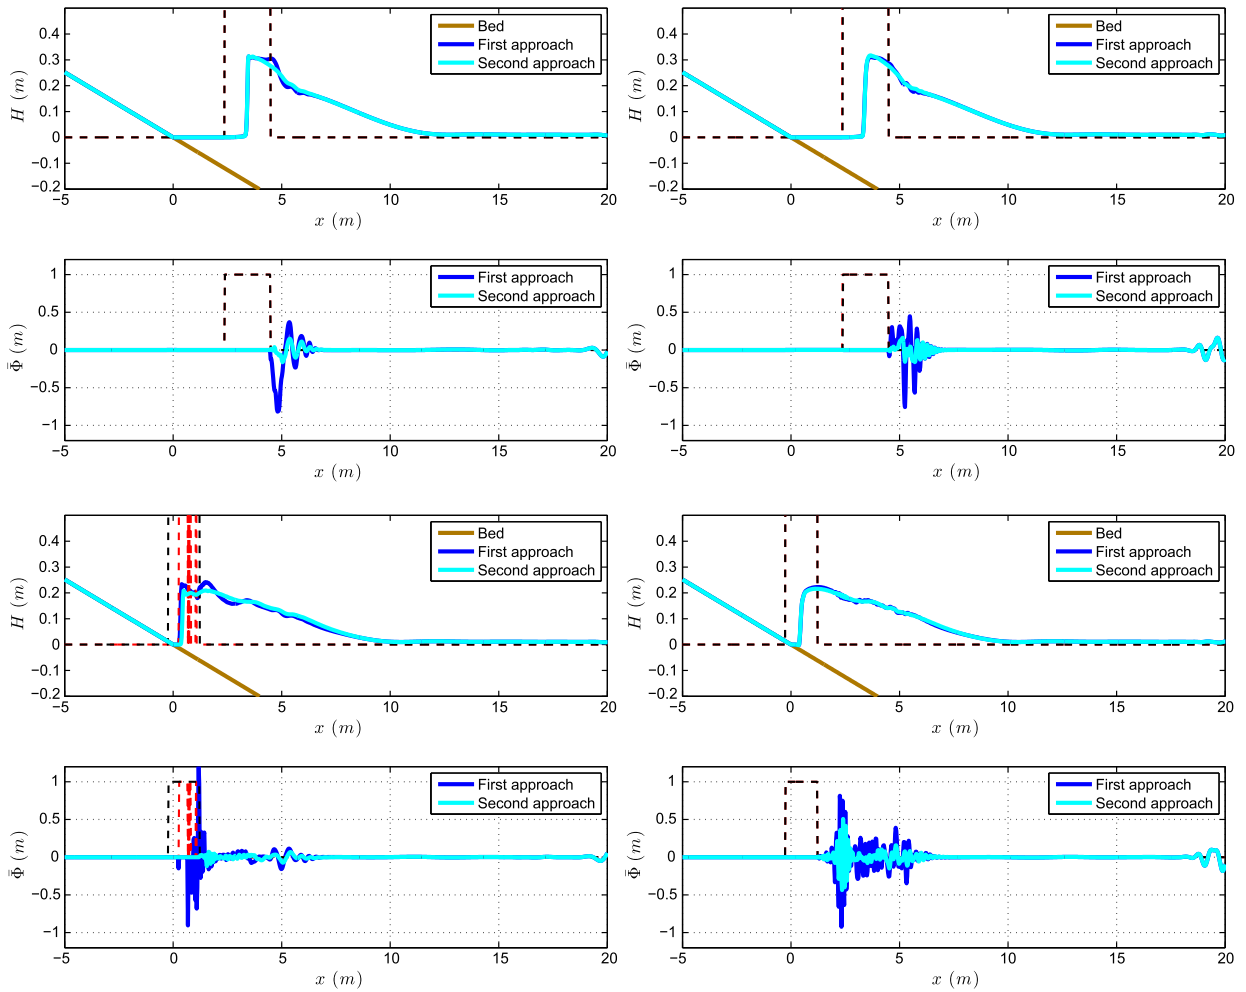 0.4
0.3
0.2
0.1
0
−0.1
−0.2
H (m)
−5 0 5 10 15 20
x (m)
Bed
First approach
Second approach
0.4
0.3
0.2
0.1
0
−0.1
−0.2
H (m)
−5 0 5 10 15 20
x (m)
Bed
First approach
Second approach
1
0.5
0
−0.5
−1
Φ̄ (m)
−5 0 5 10 15 20
x (m)
First approach
Second approach
1
0.5
0
−0.5
−1
Φ̄ (m)
−5 0 5 10 15 20
x (m)
First approach
Second approach
0.4
0.3
0.2
0.1
0
−0.1
−0.2
H (m)
−5 0 5 10 15 20
x (m)
Bed
First approach
Second approach
0.4
0.3
0.2
0.1
0
−0.1
−0.2
H (m)
−5 0 5 10 15 20
x (m)
Bed
First approach
Second approach
1
0.5
0
−0.5
−1
Φ̄ (m)
−5 0 5 10 15 20
x (m)
First approach
Second approach
1
0.5
0
−0.5
−1
Φ̄ (m)
−5 0 5 10 15 20
x (m)
First approach
Second approach